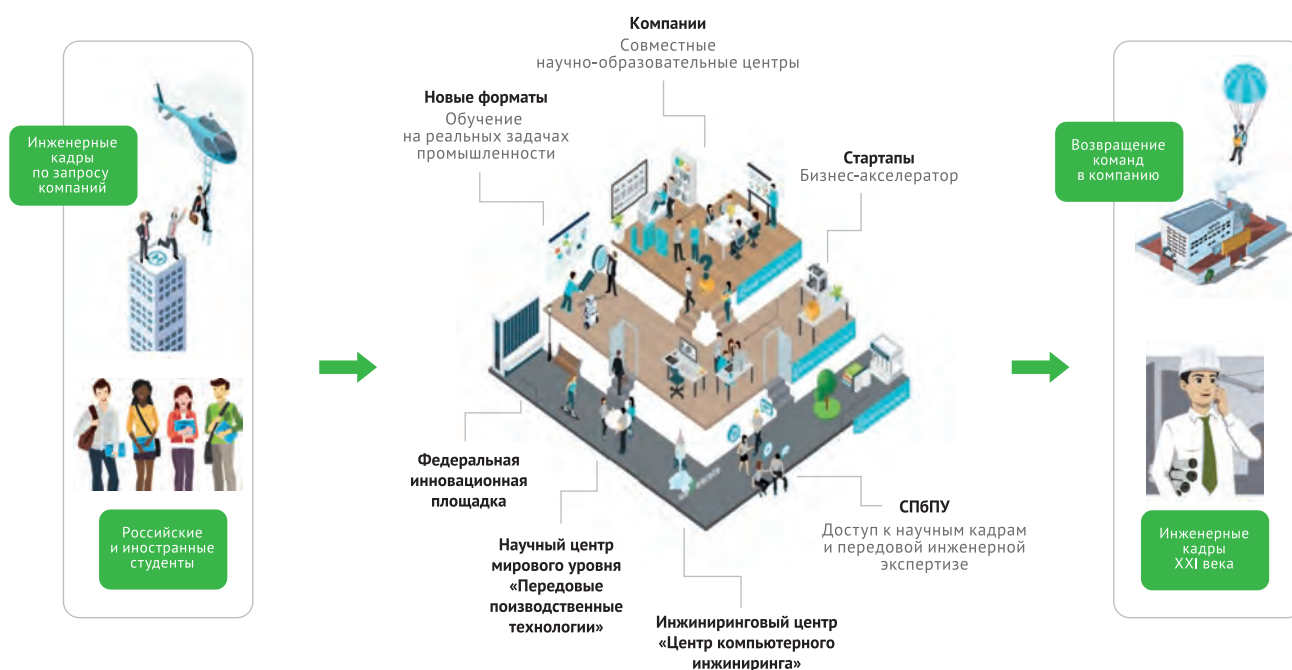 Инженерные
кадры
по запросу
компаний
Российские
и иностранные
студенты
Компании
Совместные
научно-образовательные центры
Новые форматы
Обучение
на реальных задачах
промышленности
Стартапы
Бизнес-акселератор
Федеральная
инновационная
площадка
Научный центр
мирового уровня
«Передовые
поизводственные
технологии»
Инжиниринговый центр
«Центр компьютерного
инжиниринга»
СПбПУ
Доступ к научным кадрам
и передовой инженерной
экспертизе
Возвращение
команд
в компанию
Инженерные
кадры
XXI века